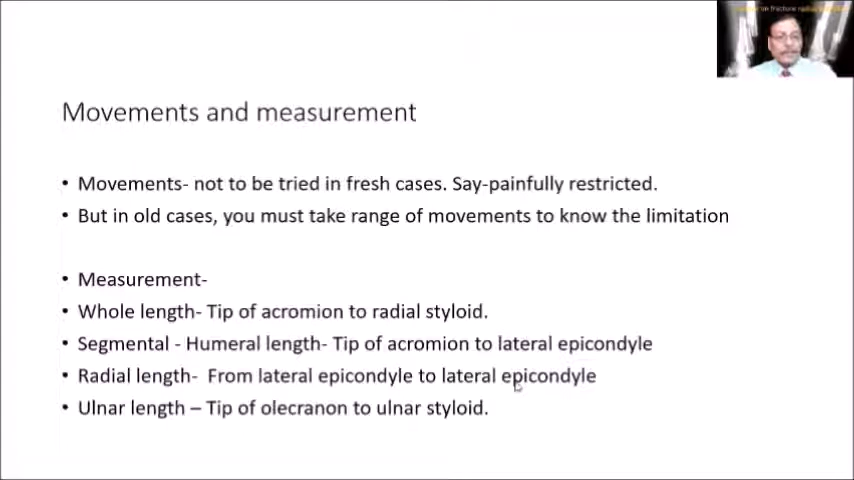 on fracture radius
Movements and measurement
• Movements- not to be tried in fresh cases. Say-painfully restricted.
• But in old cases, you must take range of movements to know the limitation
• Measurement-
• Whole length- Tip of acromion to radial styloid.
• Segmental - Humeral length- Tip of acromion to lateral epicondyle
• Radial length- From lateral epicondyle to lateral epicondyle
• Ulnar length – Tip of olecranon to ulnar styloid.